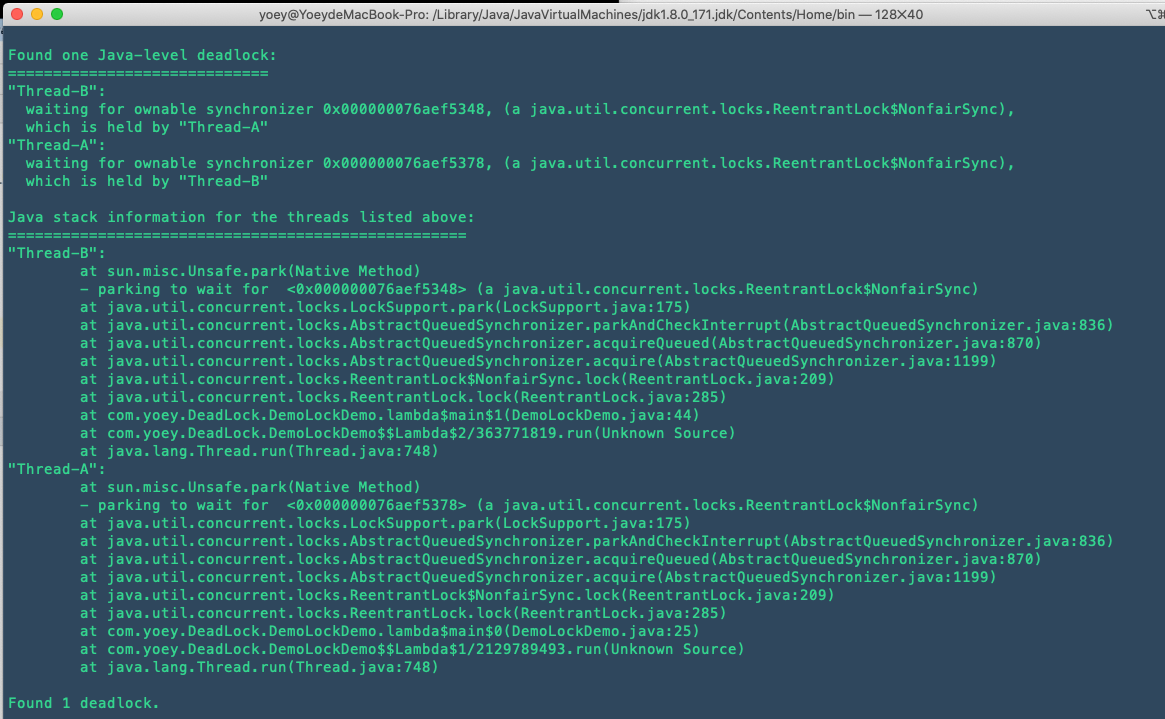 yoey@YoeydeMacBook-Pro: /Library/Java/JavaVirtualMachines/jdk1.8.0_171.jdk/Contents/Home/bin — 128×40
Found one Java-level deadlock:
=============================
"Thread-B":
  waiting for ownable synchronizer 0x000000076aef5348, (a java.util.concurrent.locks.ReentrantLock$NonfairSync),
  which is held by "Thread-A"
"Thread-A":
  waiting for ownable synchronizer 0x000000076aef5378, (a java.util.concurrent.locks.ReentrantLock$NonfairSync),
  which is held by "Thread-B"
Java stack information for the threads listed above:
===================================================
"Thread-B":
        at sun.misc.Unsafe.park(Native Method)
        - parking to wait for  <0x000000076aef5348> (a java.util.concurrent.locks.ReentrantLock$NonfairSync)
        at java.util.concurrent.locks.LockSupport.park(LockSupport.java:175)
        at java.util.concurrent.locks.AbstractQueuedSynchronizer.parkAndCheckInterrupt(AbstractQueuedSynchronizer.java:836)
        at java.util.concurrent.locks.AbstractQueuedSynchronizer.acquireQueued(AbstractQueuedSynchronizer.java:870)
        at java.util.concurrent.locks.AbstractQueuedSynchronizer.acquire(AbstractQueuedSynchronizer.java:1199)
        at java.util.concurrent.locks.ReentrantLock$NonfairSync.lock(ReentrantLock.java:209)
        at java.util.concurrent.locks.ReentrantLock.lock(ReentrantLock.java:285)
        at com.yoey.DeadLock.DemoLockDemo.lambda$main$1(DemoLockDemo.java:44)
        at com.yoey.DeadLock.DemoLockDemo$$Lambda$2/363771819.run(Unknown Source)
        at java.lang.Thread.run(Thread.java:748)
"Thread-A":
        at sun.misc.Unsafe.park(Native Method)
        - parking to wait for  <0x000000076aef5378> (a java.util.concurrent.locks.ReentrantLock$NonfairSync)
        at java.util.concurrent.locks.LockSupport.park(LockSupport.java:175)
        at java.util.concurrent.locks.AbstractQueuedSynchronizer.parkAndCheckInterrupt(AbstractQueuedSynchronizer.java:836)
        at java.util.concurrent.locks.AbstractQueuedSynchronizer.acquireQueued(AbstractQueuedSynchronizer.java:870)
        at java.util.concurrent.locks.AbstractQueuedSynchronizer.acquire(AbstractQueuedSynchronizer.java:1199)
        at java.util.concurrent.locks.ReentrantLock$NonfairSync.lock(ReentrantLock.java:209)
        at java.util.concurrent.locks.ReentrantLock.lock(ReentrantLock.java:285)
        at com.yoey.DeadLock.DemoLockDemo.lambda$main$0(DemoLockDemo.java:25)
        at com.yoey.DeadLock.DemoLockDemo$$Lambda$1/2129789493.run(Unknown Source)
        at java.lang.Thread.run(Thread.java:748)
Found 1 deadlock.